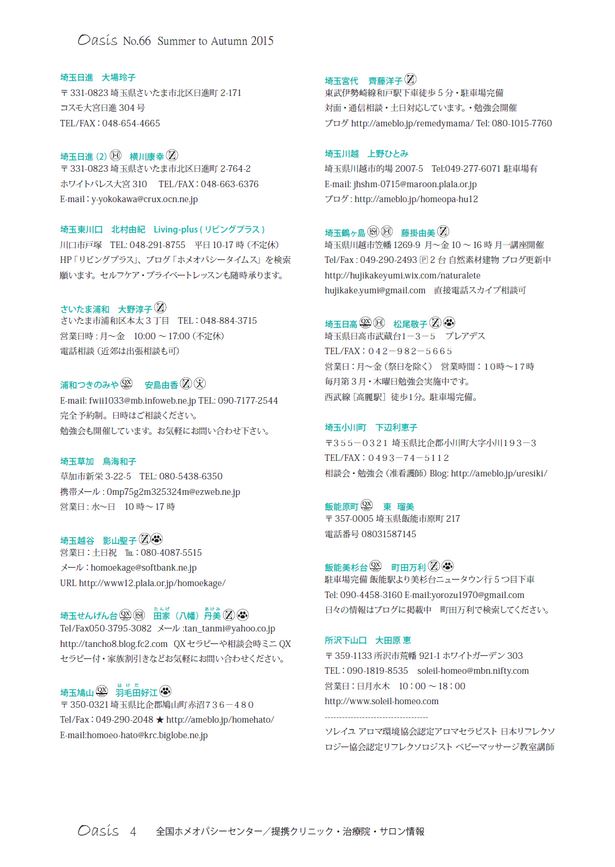 Oasis No.66 Summer to Autumn 2015
埼玉日進 大場玲子
〒331-0823 埼玉県さいたま市北区日進町 2-171
コスモ大宮日進 304 号
TEL/FAX : 048-654-4665
埼玉日進 (2) 横川康幸
〒331-0823 埼玉県さいたま市北区日進町 2-764-2
ホワイトパレス大宮 310 TEL/FAX : 048-663-6376
E-mail : y-yokokawa@crux.ocn.ne.jp
埼玉東川口 北村由紀 Living-plus ( リビングプラス )
川口市戸塚 TEL: 048-291-8755 平日 10-17 時 (不定休)
HP「リビングプラス」、ブログ「ホメオパシータイムス」を検索
願います。セルフケア・プライベートレッスンも随時承ります。
さいたま浦和 大野淳子
さいたま市浦和区本太 3 丁目 TEL : 048-884-3715
営業日時 : 月〜金 10:00 〜 17:00 (不定休)
電話相談 (近郊は出張相談も可)
浦和つきのみや 安島由香
E-mail: fwii1033@mb.infoweb.ne.jp TEL: 090-7177-2544
完全予約制。日時はご相談ください。
勉強会も開催しています。お気軽にお問い合わせ下さい。
埼玉草加 鳥海和子
草加市新栄 3-22-5 TEL: 080-5438-6350
携帯メール : 0mp75g2m325324m@ezweb.ne.jp
営業日 : 水〜日 10 時〜 17 時
埼玉越谷 影山聖子
営業日 : 土日祝 ℡ : 080-4087-5515
メール : homoekage@softbank.ne.jp
URL http://www12.plala.or.jp/homoekage/
埼玉せんげん台 田家 (八幡) 丹美
たんげ あけみ
Tel/Fax050-3795-3082 メール :tan_tanmi@yahoo.co.jp
http://tancho8.blog.fc2.com QX セラピーや相談会時ミニ QX
セラピー付・家族割引などお気軽にお問い合わせください。
埼玉鳩山 羽毛田好江
はけた
〒350-0321 埼玉県比企郡鳩山町赤沼７３６−４８０
Tel/Fax : 049-290-2048 ★ http://ameblo.jp/homehato/
E-mail:homoeo-hato@krc.biglobe.ne.jp
埼玉宮代 齊藤洋子
東武伊勢崎線和戸駅下車徒歩 5 分・駐車場完備
対面・通信相談・土日対応しています。・勉強会開催
ブログ http://ameblo.jp/remedymama/ Tel: 080-1015-7760
埼玉川越 上野ひとみ
埼玉県川越市的場 2007-5 Tel:049-277-6071 駐車場有
E-mail: jhshm-0715@maroon.plala.or.jp
ブログ : http://ameblo.jp/homeopa-hu12
埼玉鶴ヶ島 藤掛由美
埼玉県川越市笠幡 1269-9 月〜金 10 〜 16 時 月一講座開催
Tel/Fax : 049-290-2493 🄿 2 台 自然素材建物 ブログ更新中
http://hujikakeyumi.wix.com/naturalete
hujikake.yumi@gmail.com 直接電話スカイプ相談可
埼玉日高 松尾敬子
埼玉県日高市武蔵台１−３−５ プレアデス
TEL/FAX : ０４２−９８２−５６６５
営業日 : 月〜金 (祭日を除く) 営業時間 : １０時〜１７時
毎月第３月・木曜日勉強会実施中です。
西武線［高麗駅］徒歩1分。駐車場完備。
埼玉小川町 下辺利恵子
〒３５５−０３２１ 埼玉県比企郡小川町大字小川１９３−３
TEL/FAX : ０４９３−７４−５１１２
相談会・勉強会 (准看護師) Blog: http://ameblo.jp/uresiki/
飯能原町 東 瑠美
〒 357-0005 埼玉県飯能市原町 217
電話番号 08031587145
飯能美杉台 町田万利
駐車場完備 飯能駅より美杉台ニュータウン行５つ目下車
Tel: 090-4458-3160 E-mail:yorozu1970@gmail.com
日々の情報はブログに掲載中 町田万利で検索してください。
所沢下山口 大田原 恵
〒 359-1133 所沢市荒幡 921-1 ホワイトガーデン 303
TEL : 090-1819-8535 soleil-homeo@mbn.nifty.com
営業日 : 日月水木 10：00 〜 18：00
http://www.soleil-homeo.com
------------------------------------
ソレイユ アロマ環境協会認定アロマセラピスト 日本リフレクソ
ロジー協会認定リフレクソロジスト ベビーマッサージ教室講師
Oasis 4 全国ホメオパシーセンター／提携クリニック・治療院・サロン情報